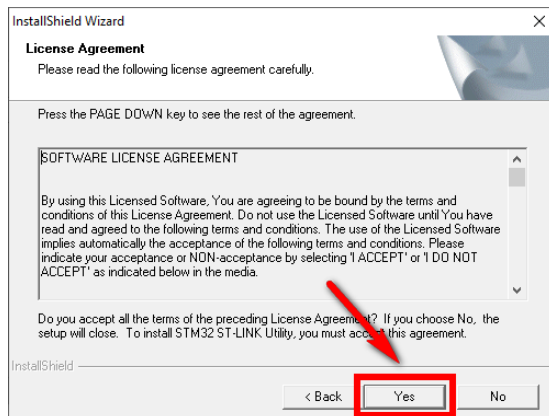 InstallShield Wizard
License Agreement
Please read the following license agreement carefully.
Press the PAGE DOWN key to see the rest of the agreement.
SOFTWARE LICENSE AGREEMENT
By using this Licensed Software, You are agreeing to be bound by the terms and
conditions of this License Agreement. Do not use the Licensed Software until You have
read and agreed to the following terms and conditions. The use of the Licensed Software
implies automatically the acceptance of the following terms and conditions. Please
indicate your acceptance or NON-acceptance by selecting 'I ACCEPT' or 'I DO NOT
ACCEPT' as indicated below in the media.
Do you accept all the terms of the preceding License Agreement? If you choose No, the
setup will close. To install STM32 ST-LINK Utility, you must accept this agreement.
InstallShield
< Back Yes No